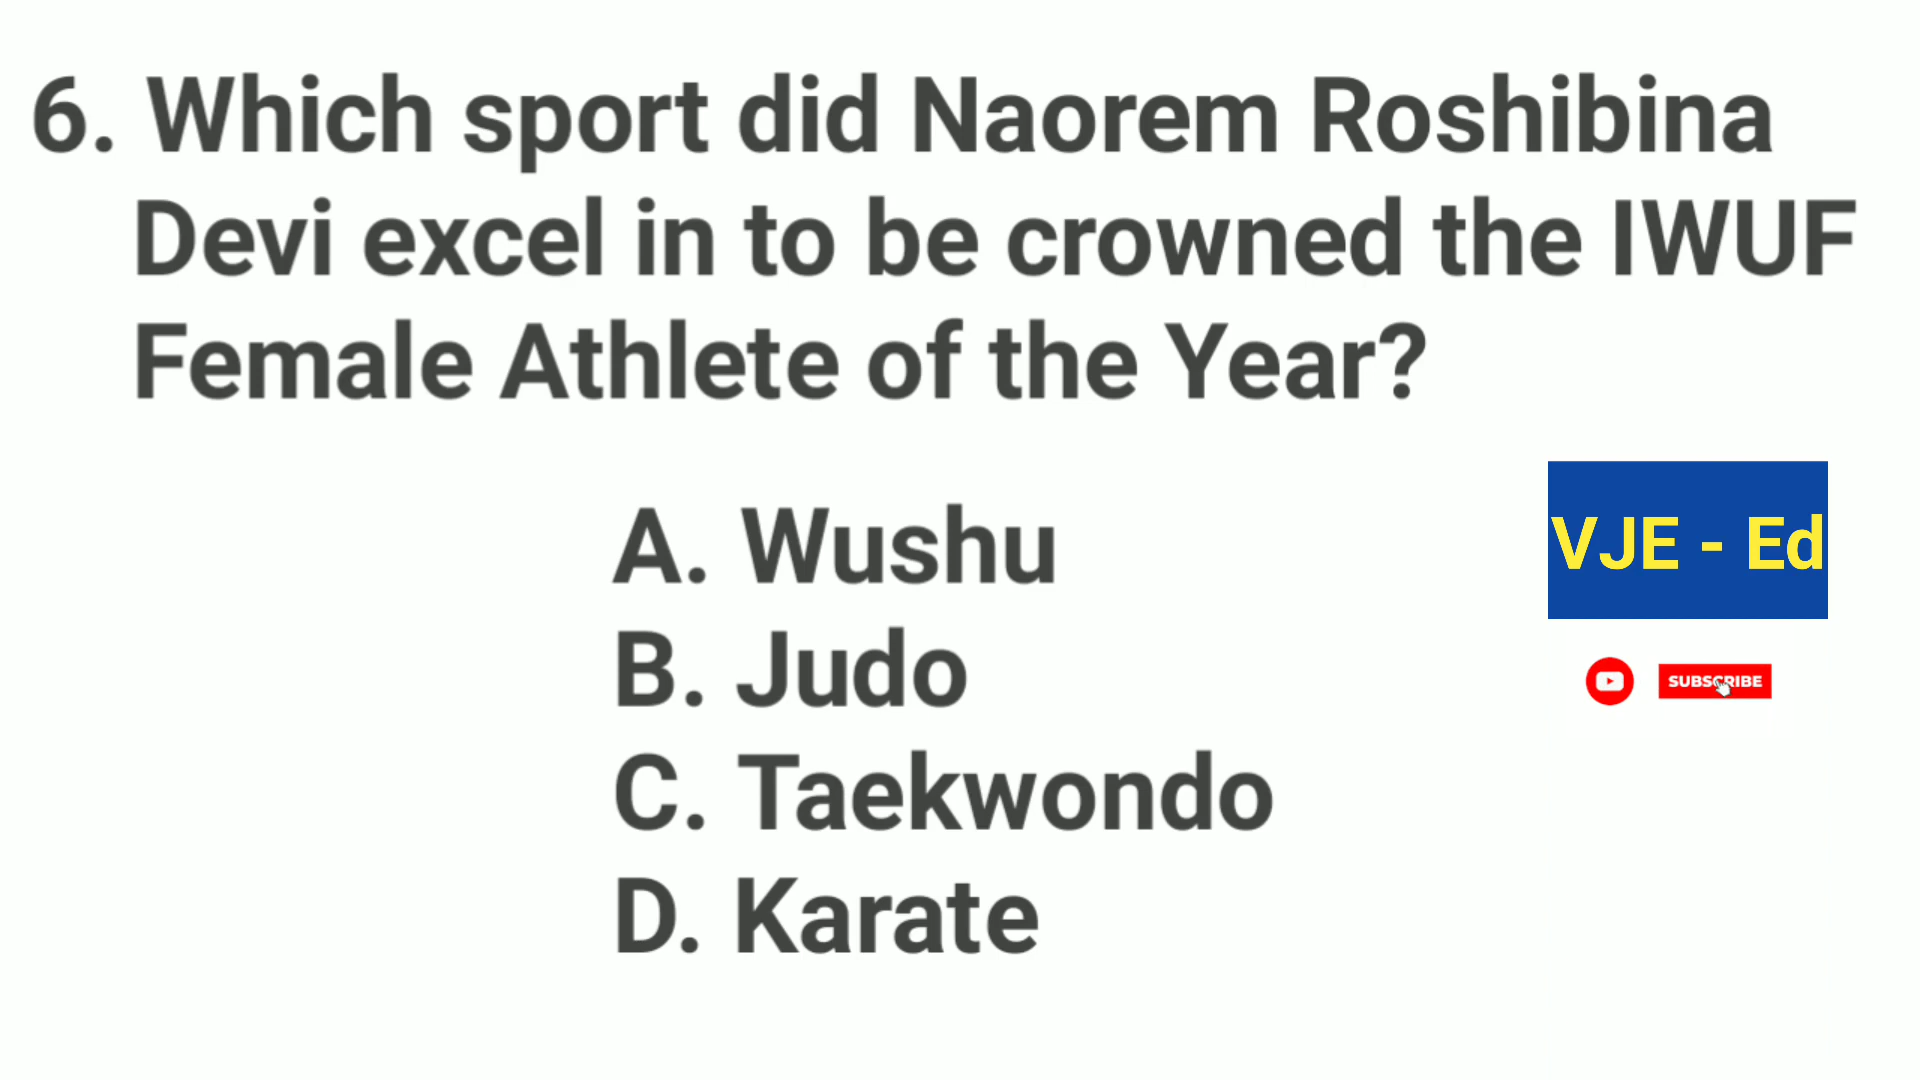 6. Which sport did Naorem Roshibina
Devi excel in to be crowned the IWUF
Female Athlete of the Year?
A. Wushu
B. Judo
C. Taekwondo
D. Karate
VJE - Ed
SUBSCRIBE